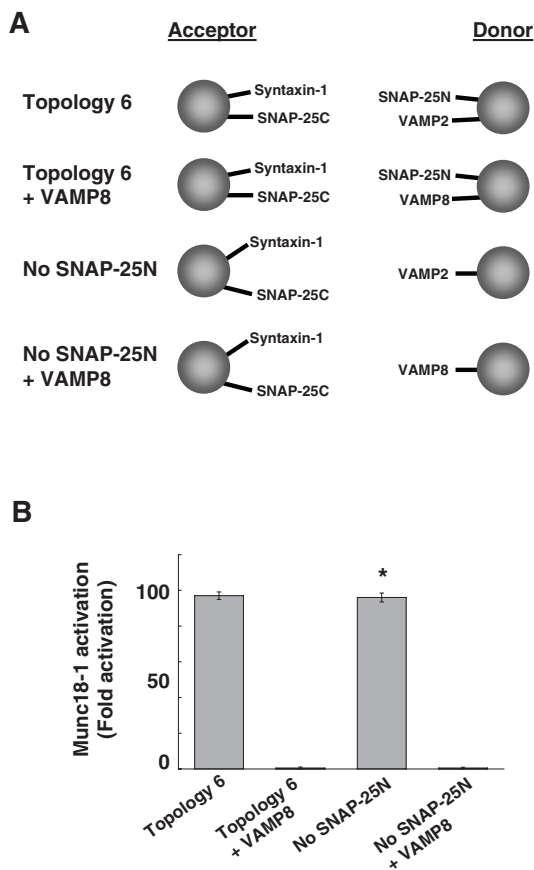 A
Acceptor
Donor
Topology 6
Syntaxin-1
SNAP-25C
SNAP-25N
VAMP2
Topology 6
+ VAMP8
Syntaxin-1
SNAP-25C
SNAP-25N
VAMP8
No SNAP-25N
Syntaxin-1
SNAP-25C
VAMP2
No SNAP-25N
+ VAMP8
Syntaxin-1
SNAP-25C
VAMP8
B
Munc18-1 activation
(Fold activation)
100
50
0
*
Topology 6
Topology 6
+ VAMP8
No SNAP-25N
No SNAP-25N
+ VAMP8